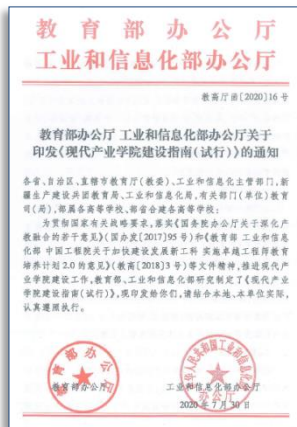 教育部办公厅
工业和信息化部办公厅
教高厅函[2020]16号
教育部办公厅 工业和信息化部办公厅关于
印发《现代产业学院建设指南(试行)》的通知
各省、自治区、直辖市教育厅(教委)、工业和信息化主管部门,新
疆生产建设兵团教育局、工业和信息化局,有关部门(单位)教育
司(局),部属各高等学校、部省合建各高等学校:
为贯彻国家有关战略要求,落实《国务院办公厅关于深化产
教融合的若干意见》(国办发[2017]95号)和《教育部 工业和信息
化部 中国工程院关于加快建设发展新工科 实施卓越工程师教育
培养计划2.0的意见》(教高[2018]3号)等文件精神,推进现代产
业学院建设工作,教育部、工业和信息化部研究制定了《现代产业
学院建设指南(试行)》,现印发给你们,请结合本地、本单位实际,
认真遵照执行。
教育部办公厅
工业和信息化部办公厅
2020年7月30日